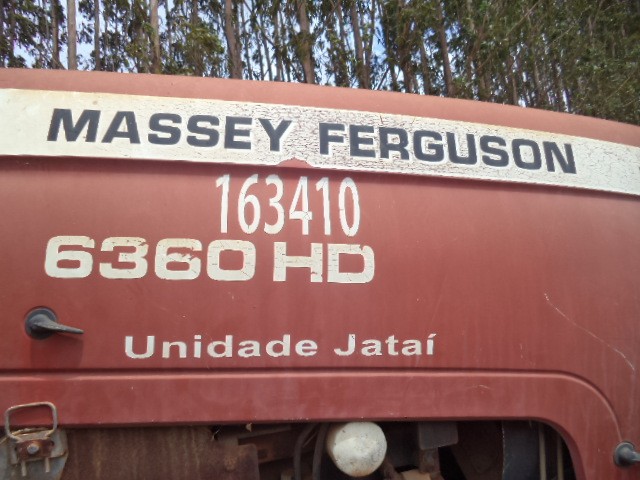 MASSEY FERGUSON
163410
6360 HD
Unidade Jataí